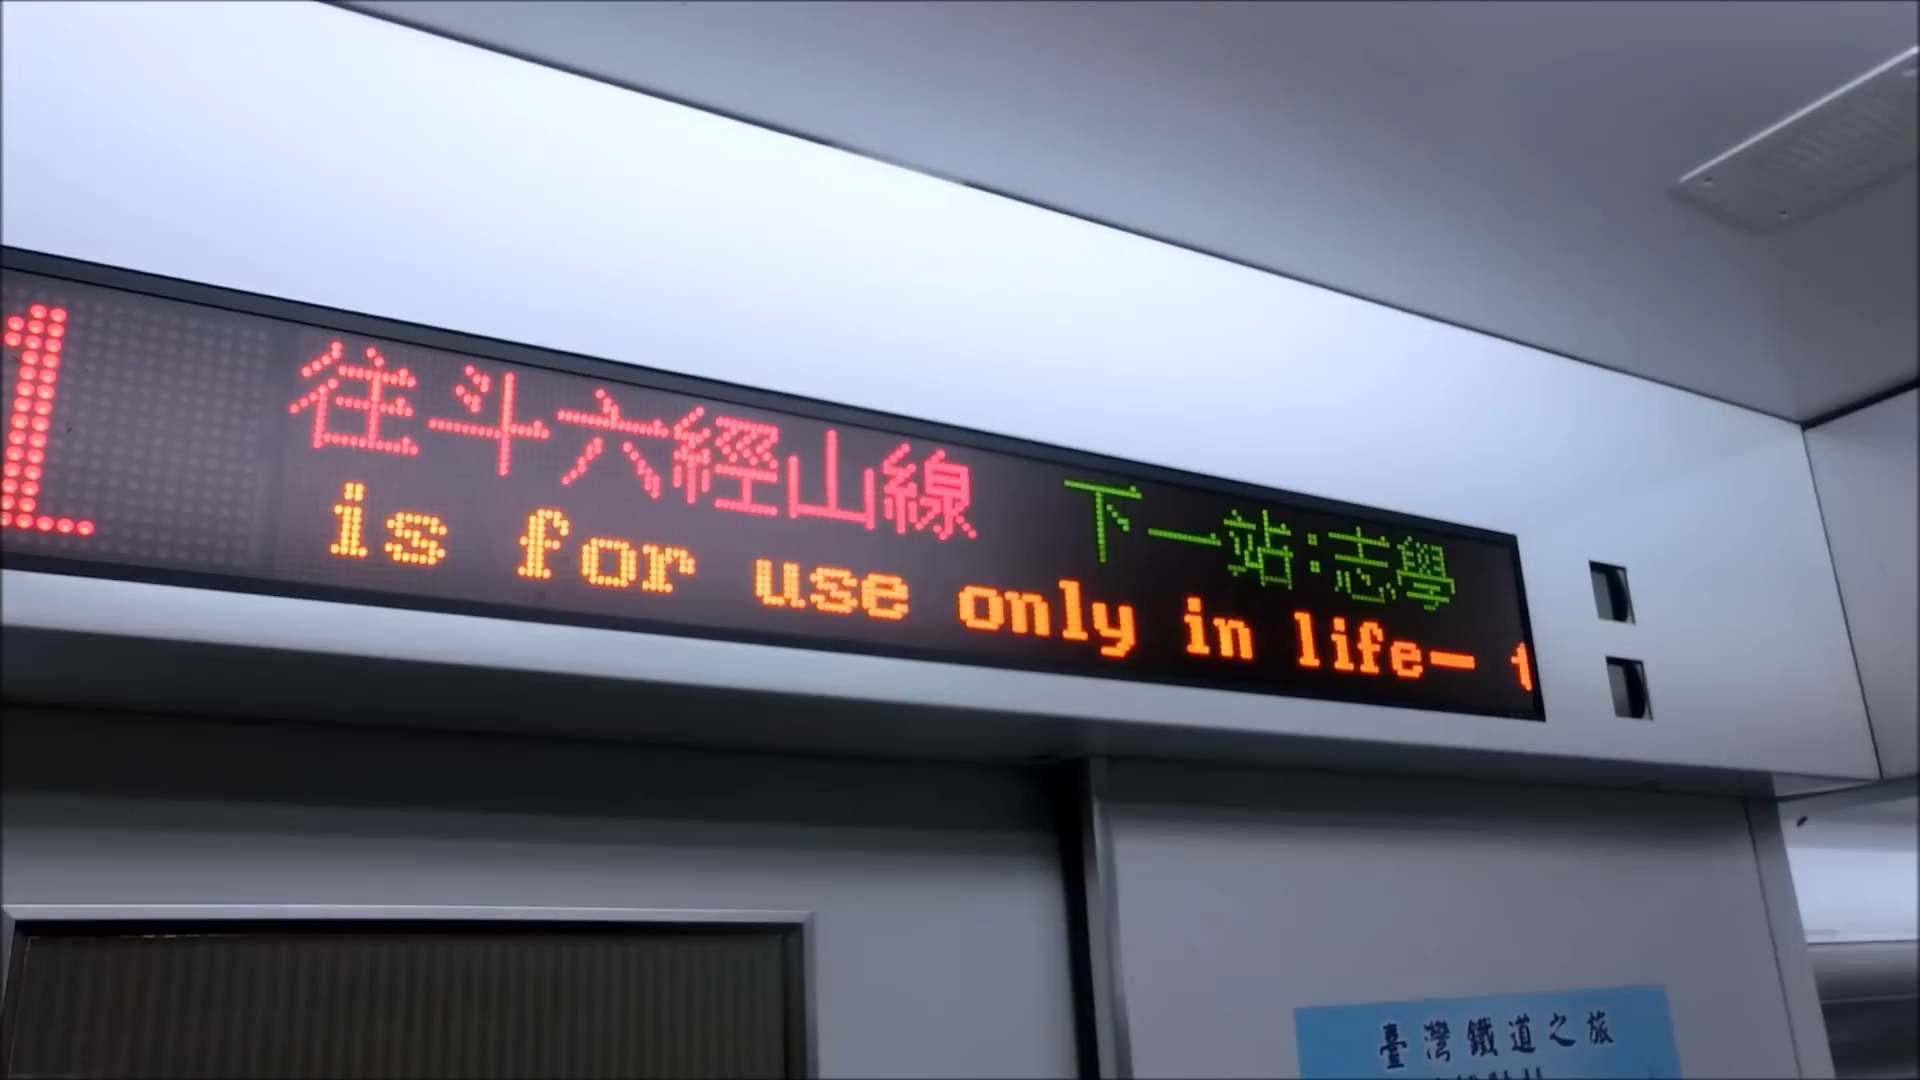 1
往斗六經山線 下一站:志學
is for use only in life—
臺灣鐵道之旅